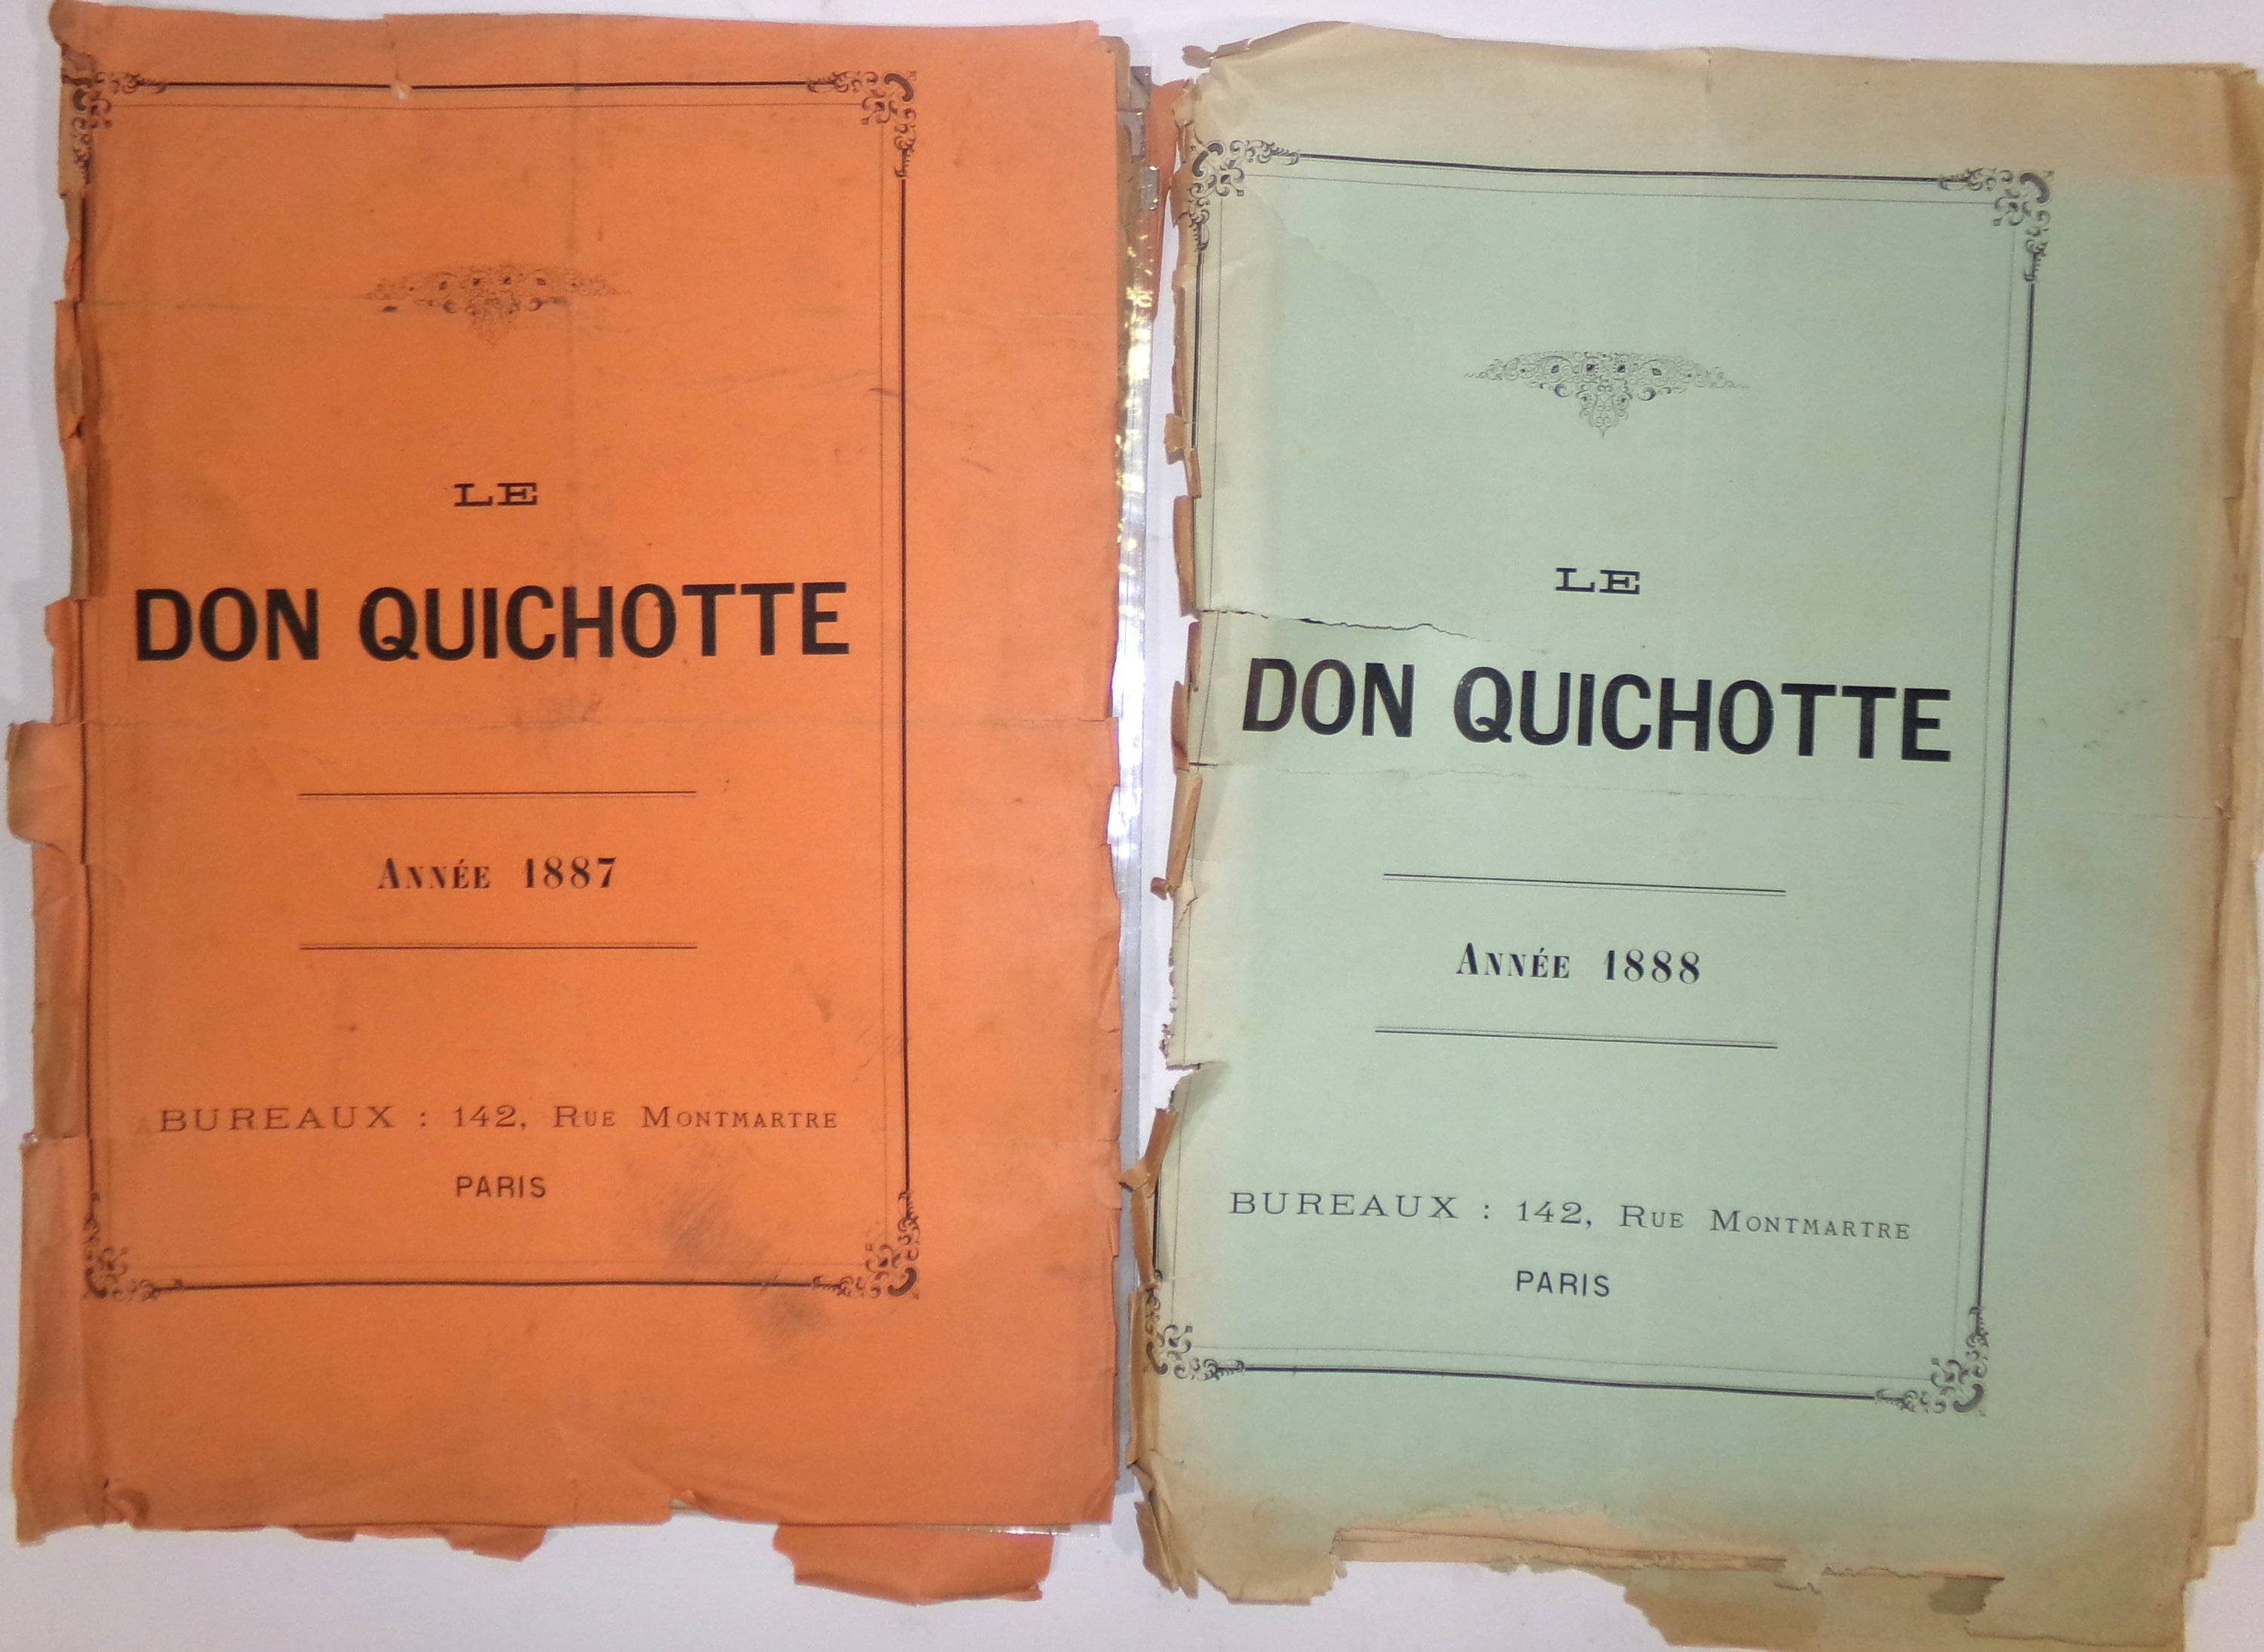 LE
DON QUICHOTTE
ANNÉE 1887
BUREAUX : 142, RUE MONTMARTRE
PARIS
LE
DON QUICHOTTE
ANNÉE 1888
BUREAUX : 142, RUE MONTMARTRE
PARIS